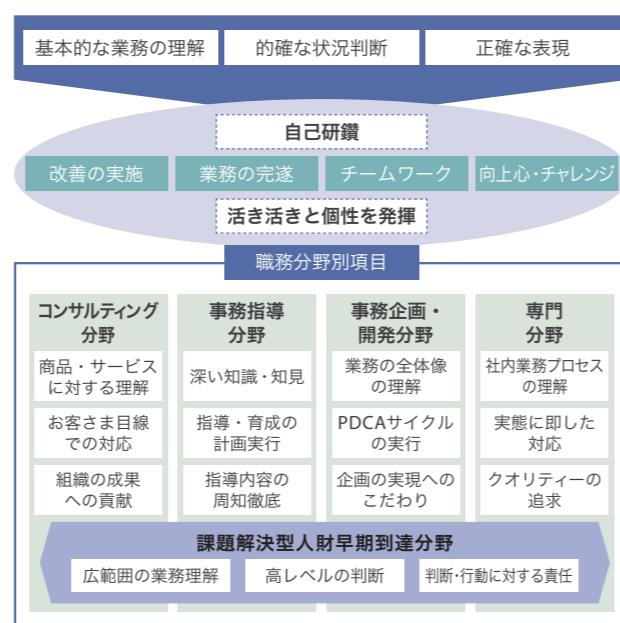 基本的な業務の理解
的確な状況判断
正確な表現
自己研鑽
改善の実施
業務の完遂
チームワーク
向上心・チャレンジ
活き活きと個性を発揮
職務分野別項目
コンサルティング
分野
商品・サービス
に対する理解
お客さま目線
での対応
組織の成果
への貢献
事務指導
分野
深い知識・知見
指導・育成の
計画実行
指導内容の
周知徹底
事務企画・
開発分野
業務の全体像
の理解
PDCAサイクル
の実行
企画の実現への
こだわり
専門
分野
社内業務プロセス
の理解
実態に即した
対応
クオリティーの
追求
課題解決型人財早期到達分野
広範囲の業務理解
高レベルの判断
判断・行動に対する責任